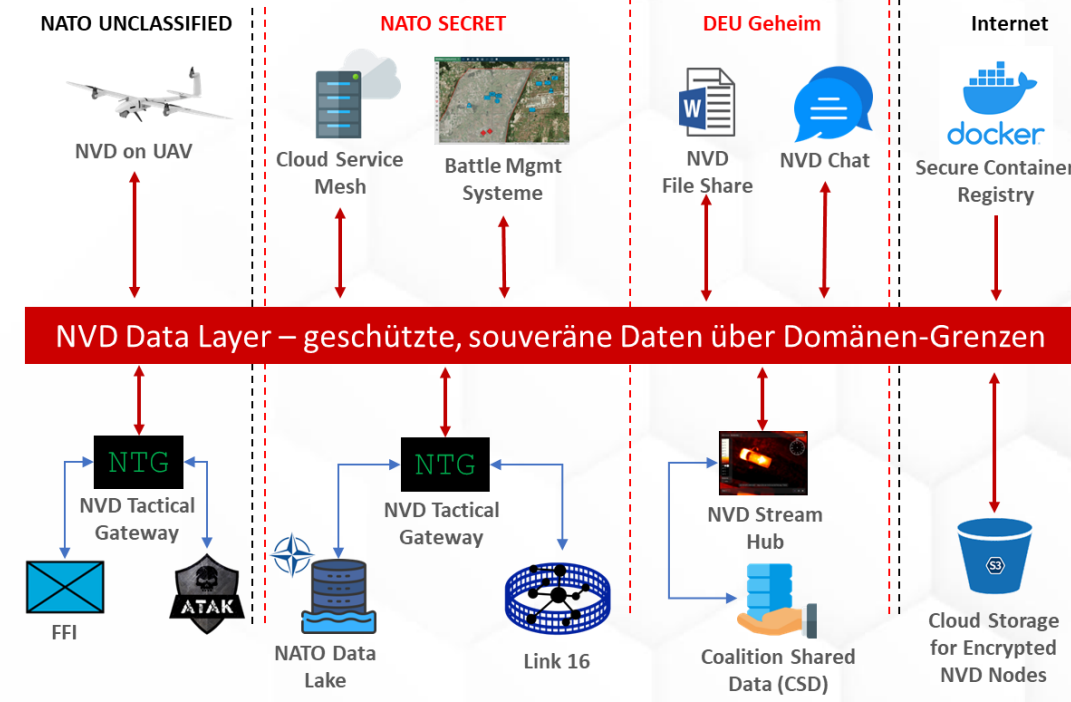 NATO UNCLASSIFIED
NATO SECRET
DEU Geheim
Internet
NVD on UAV
Cloud Service
Mesh
Battle Mgmt
Systeme
W
NVD
File Share
NVD Chat
docker
Secure Container
Registry
NVD Data Layer – geschützte, souveräne Daten über Domänen-Grenzen
NTG
NVD Tactical
Gateway
FFI
ATAK
NTG
NVD Tactical
Gateway
NATO Data
Lake
Link 16
NVD Stream
Hub
Coalition Shared
Data (CSD)
S3
Cloud Storage
for Encrypted
NVD Nodes